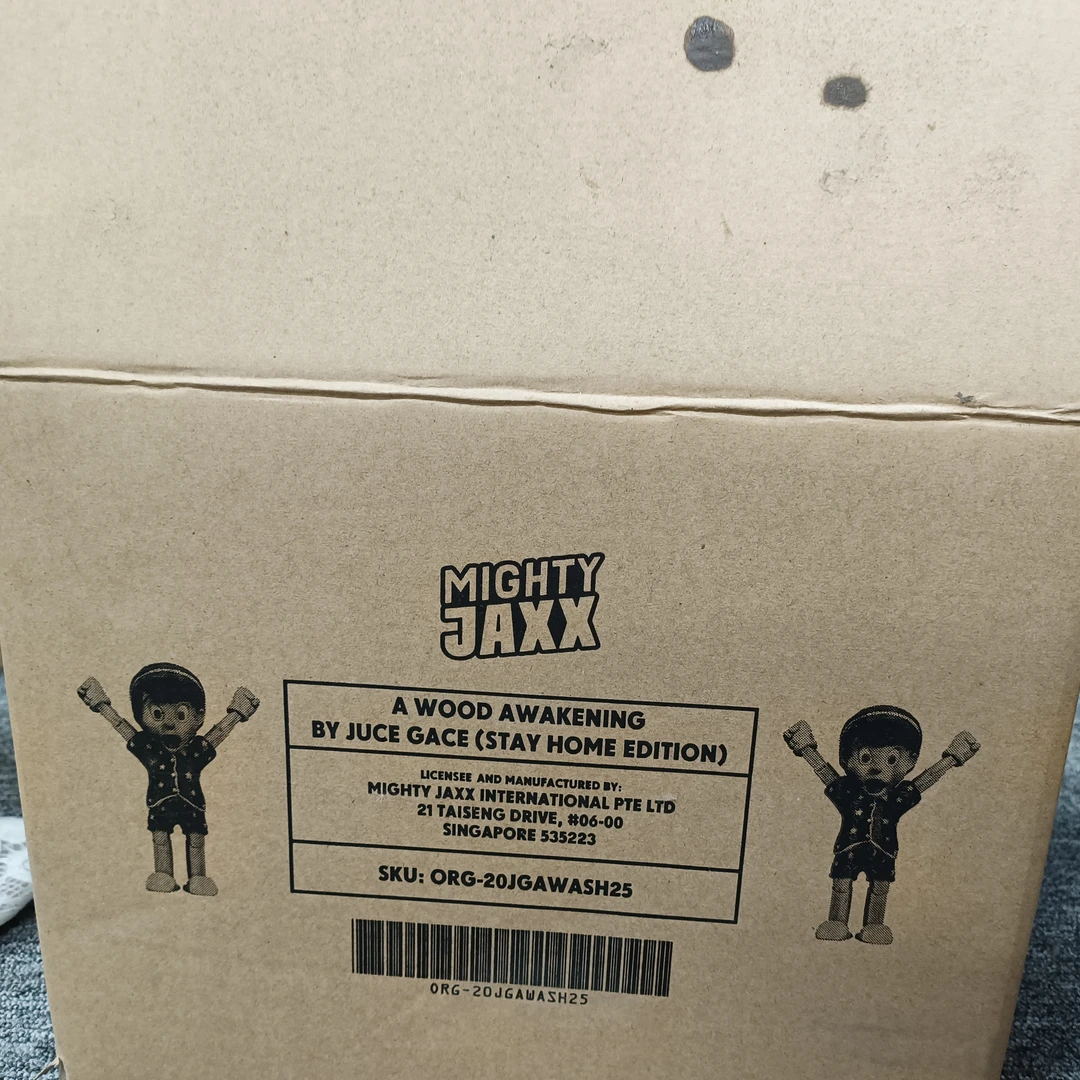 MIGHTY
JAXX
A WOOD AWAKENING
BY JUCE GACE (STAY HOME EDITION)
LICENSEE AND MANUFACTURED BY:
MIGHTY JAXX INTERNATIONAL PTE LTD
21 TAISENG DRIVE, #06-00
SINGAPORE 535223
SKU: ORG-20JGAWASH25
ORG-20JGAWASH25